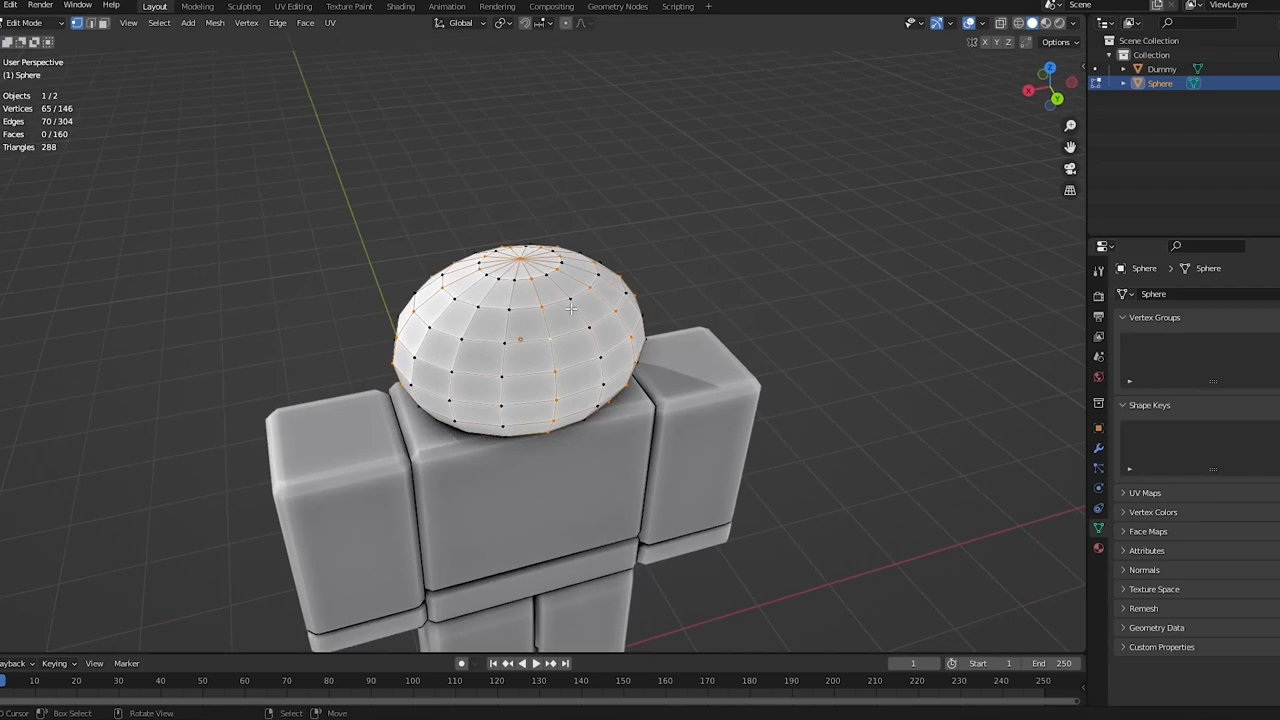 Edit Render Window Help Layout Modeling Sculpting UV Editing Texture Paint Shading Animation Rendering Compositing Geometry Nodes Scripting + Scene ViewLayer
Edit Mode View Select Add Mesh Vertex Edge Face UV Global
X Y Z Options
User Perspective
(1) Sphere
Objects 1/2
Vertices 65/146
Edges 70/304
Faces 0/160
Triangles 288
Z
X
Y
Scene Collection
Collection
Dummy
Sphere
Sphere > Sphere
Sphere
Vertex Groups
Shape Keys
UV Maps
Vertex Colors
Face Maps
Attributes
Normals
Texture Space
Remesh
Geometry Data
Custom Properties
Playback Keying View Marker 1 Start 1 End 250
10 20 30 40 50 60 70 80 90 100 110 120 130 140 150 160 170 180 190 200 210 220 230 240 250
D Cursor Box Select Rotate View Select Move